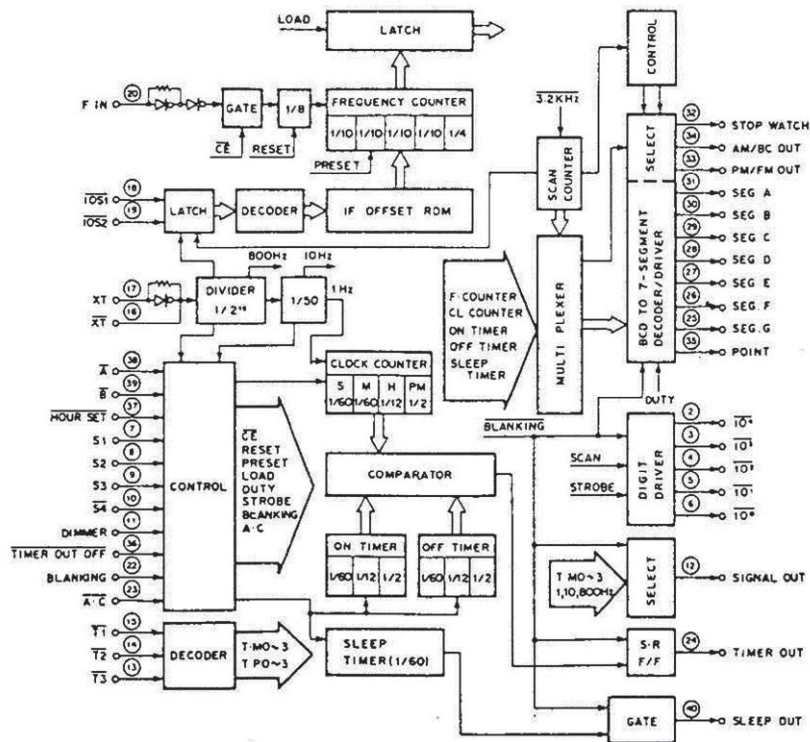 LOAD
LATCH
CONTROL
20
F IN
GATE
1/8
FREQUENCY COUNTER
1/10 1/10 1/10 1/10 1/4
CE
RESET
PRESET
3.2KHz
SCAN COUNTER
SELECT
32
STOP WATCH
34
AM/BC OUT
33
PM/FM OUT
31
SEG A
30
SEG B
29
SEG C
28
SEG D
27
SEG E
26
SEG F
25
SEG.G
35
POINT
BCD TO 7-SEGMENT
DECODER/DRIVER
DUTY
18
IOS1
19
IOS2
LATCH
DECODER
IF OFFSET ROM
800Hz
10Hz
17
XT
16
XT
DIVIDER
1/50
1Hz
F·COUNTER
CL COUNTER
ON TIMER
OFF TIMER
SLEEP
TIMER
MULTI PLEXER
CLOCK COUNTER
S M H PM
1/60 1/60 1/12 1/2
38
A
39
B
37
HOUR SET
7
S1
8
S2
9
S3
10
S4
11
DIMMER
36
TIMER OUT OFF
22
BLANKING
23
A·C
CONTROL
CE
RESET
PRESET
LOAD
DUTY
STROBE
BLANKING
A·C
COMPARATOR
BLANKING
SCAN
STROBE
DIGIT
DRIVER
2
3
4
5
6
ON TIMER
1/60 1/12 1/2
OFF TIMER
1/60 1/12 1/2
T MO~3
1,10,800Hz
SELECT
12
SIGNAL OUT
15
T1
14
T2
13
T3
DECODER
T·MO~3
T PO~3
SLEEP
TIMER(1/60)
S·R
F/F
24
TIMER OUT
GATE
40
SLEEP OUT